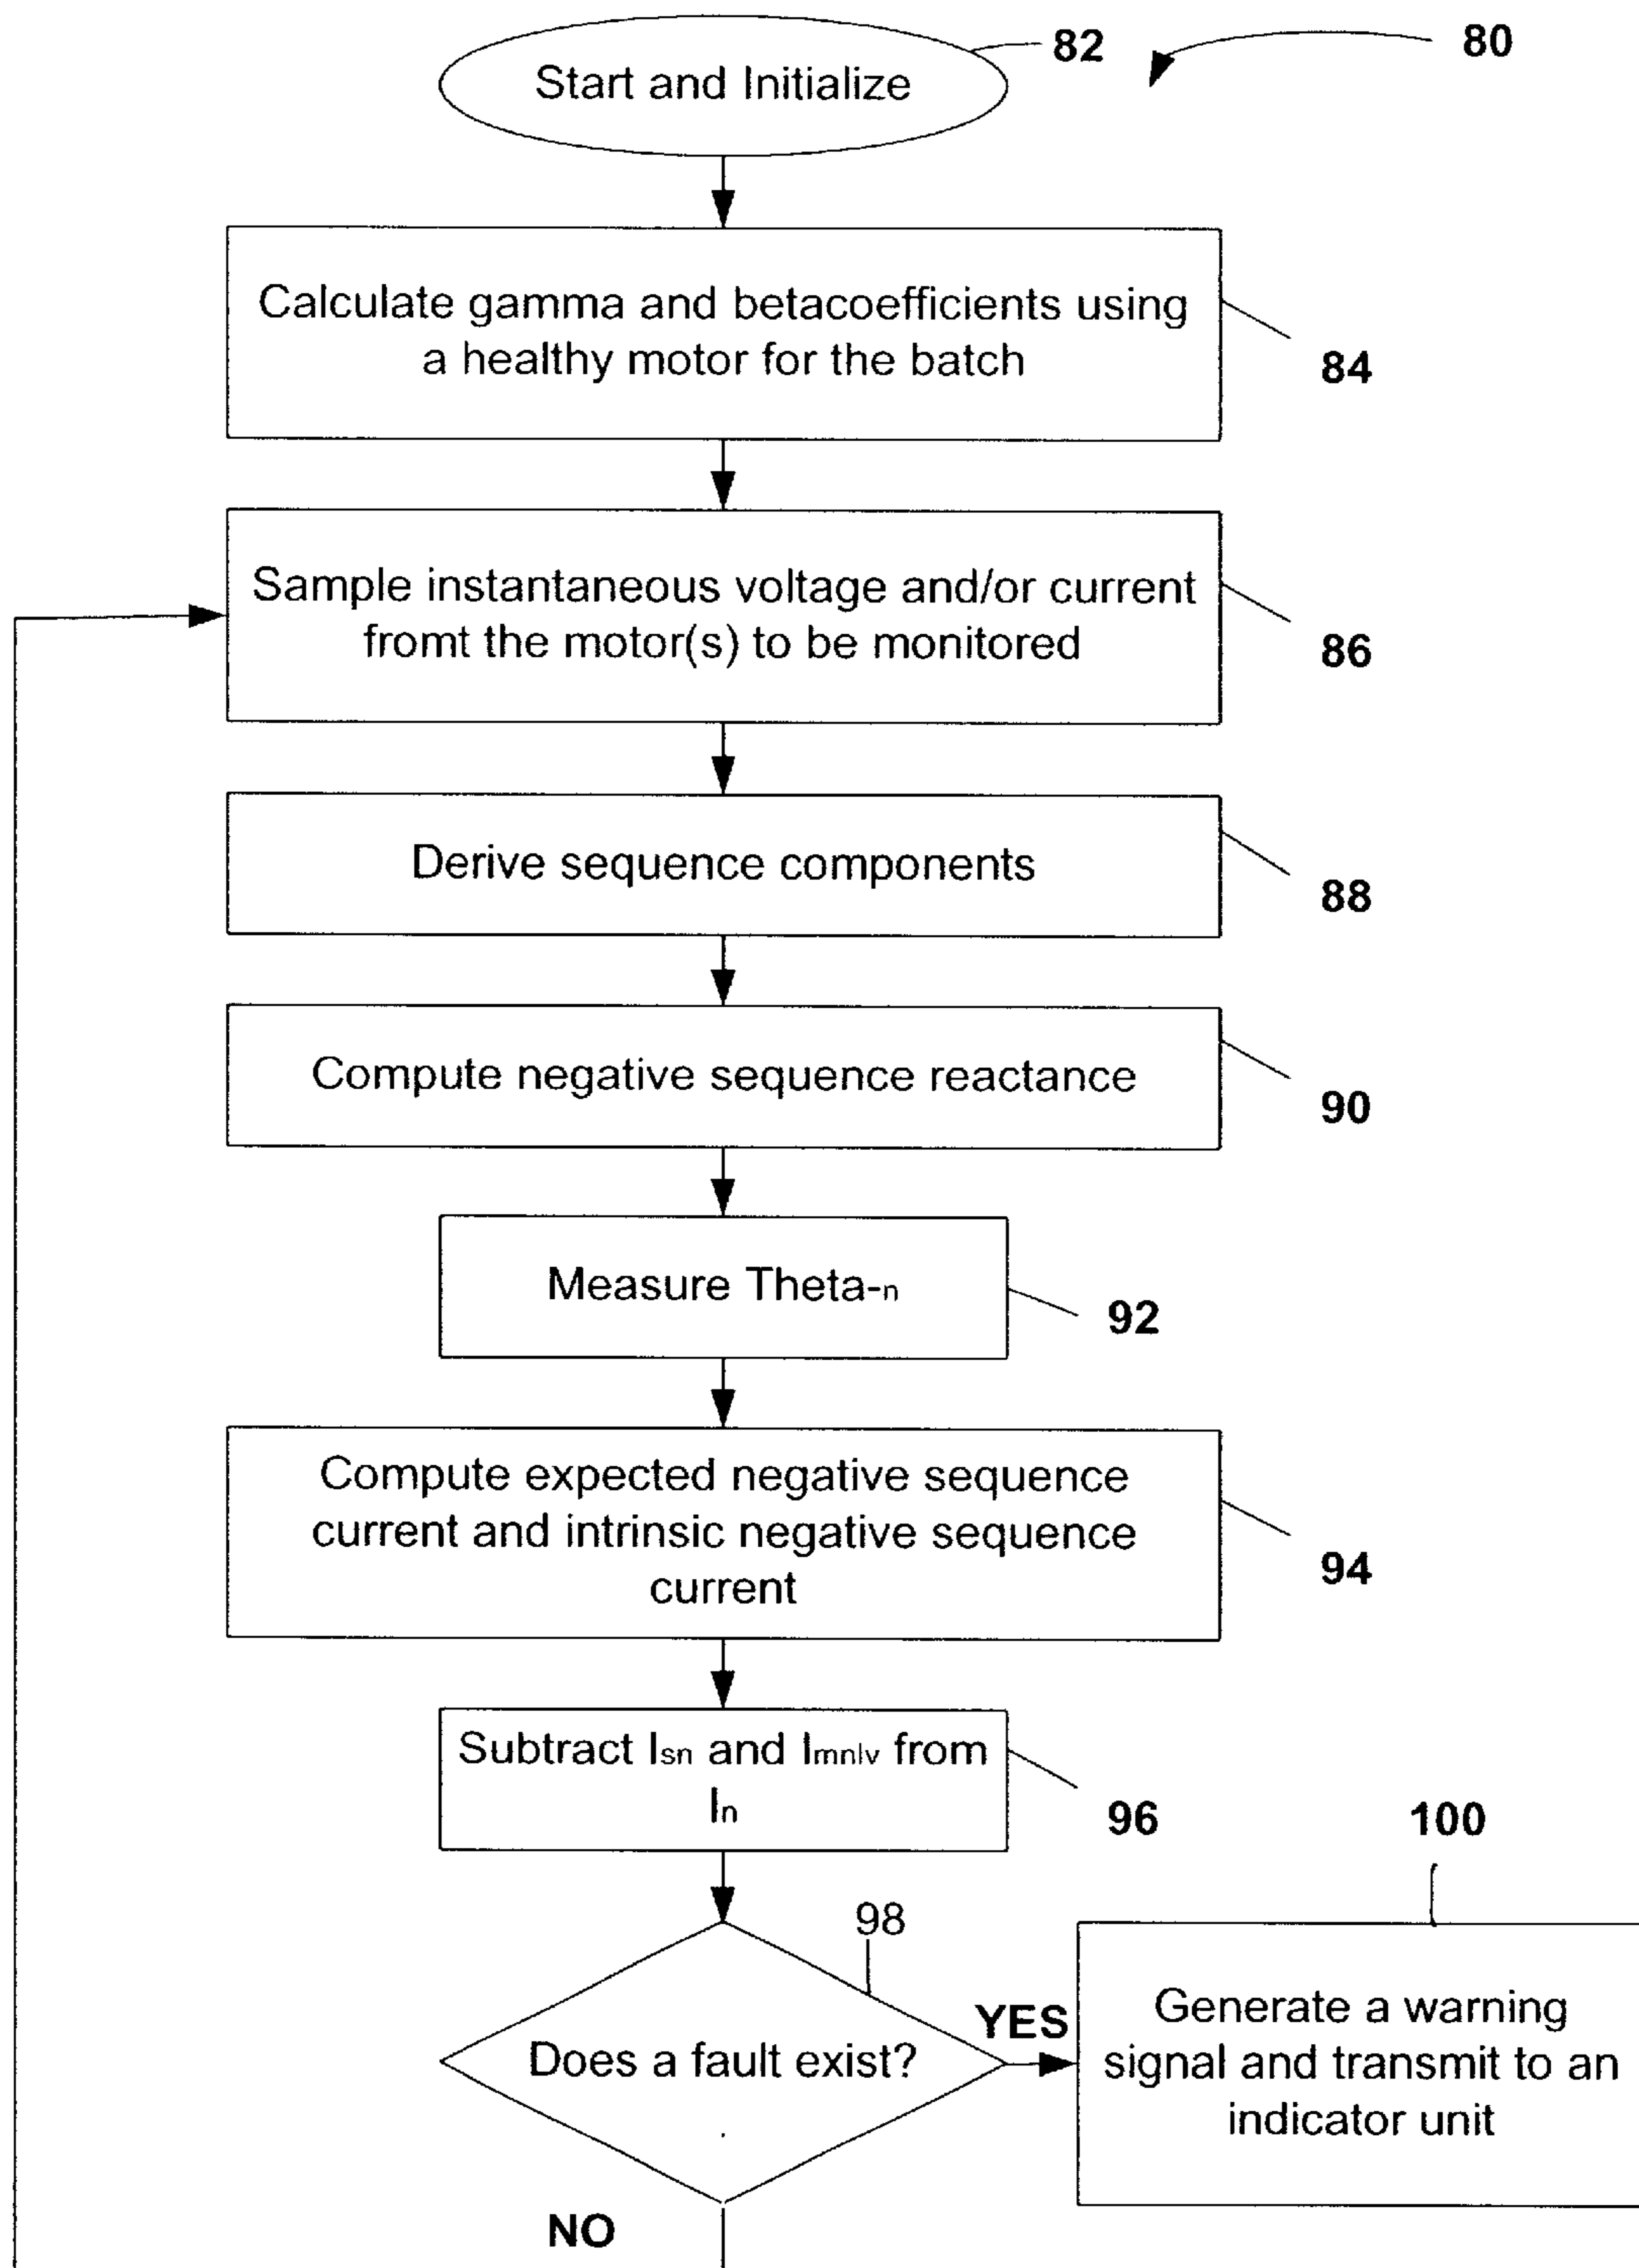 Start and Initialize
82
80
Calculate gamma and betacoefficients using
a healthy motor for the batch
84
Sample instantaneous voltage and/or current
fromt the motor(s) to be monitored
86
Derive sequence components
88
Compute negative sequence reactance
90
Measure Theta-n
92
Compute expected negative sequence
current and intrinsic negative sequence
current
94
Subtract Isn and Imnlv from
In
96
100
98
Does a fault exist?
YES
Generate a warning
signal and transmit to an
indicator unit
NO